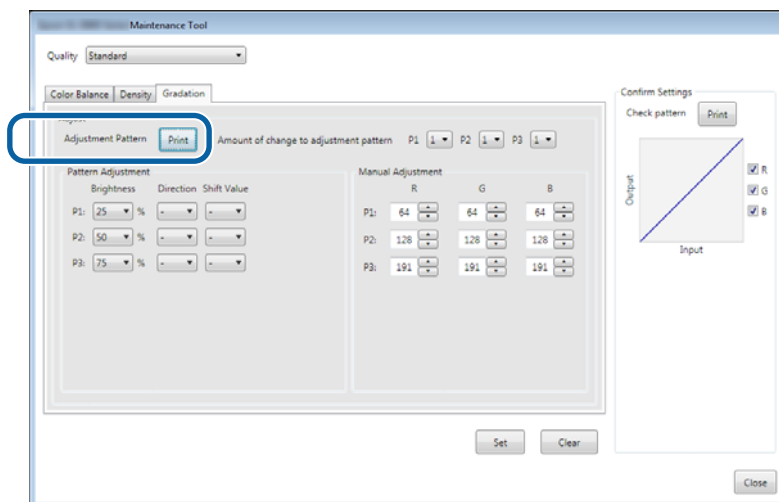 Maintenance Tool
Quality Standard
Color Balance Density Gradation
Adjustment Pattern Print Amount of change to adjustment pattern P1 1 P2 1 P3 1
Pattern Adjustment
Brightness Direction Shift Value
P1: 25 % - -
P2: 50 % - -
P3: 75 % - -
Manual Adjustment
R G B
P1: 64 64 64
P2: 128 128 128
P3: 191 191 191
Set Clear
Confirm Settings
Check pattern Print
Output
R
G
B
Input
Close